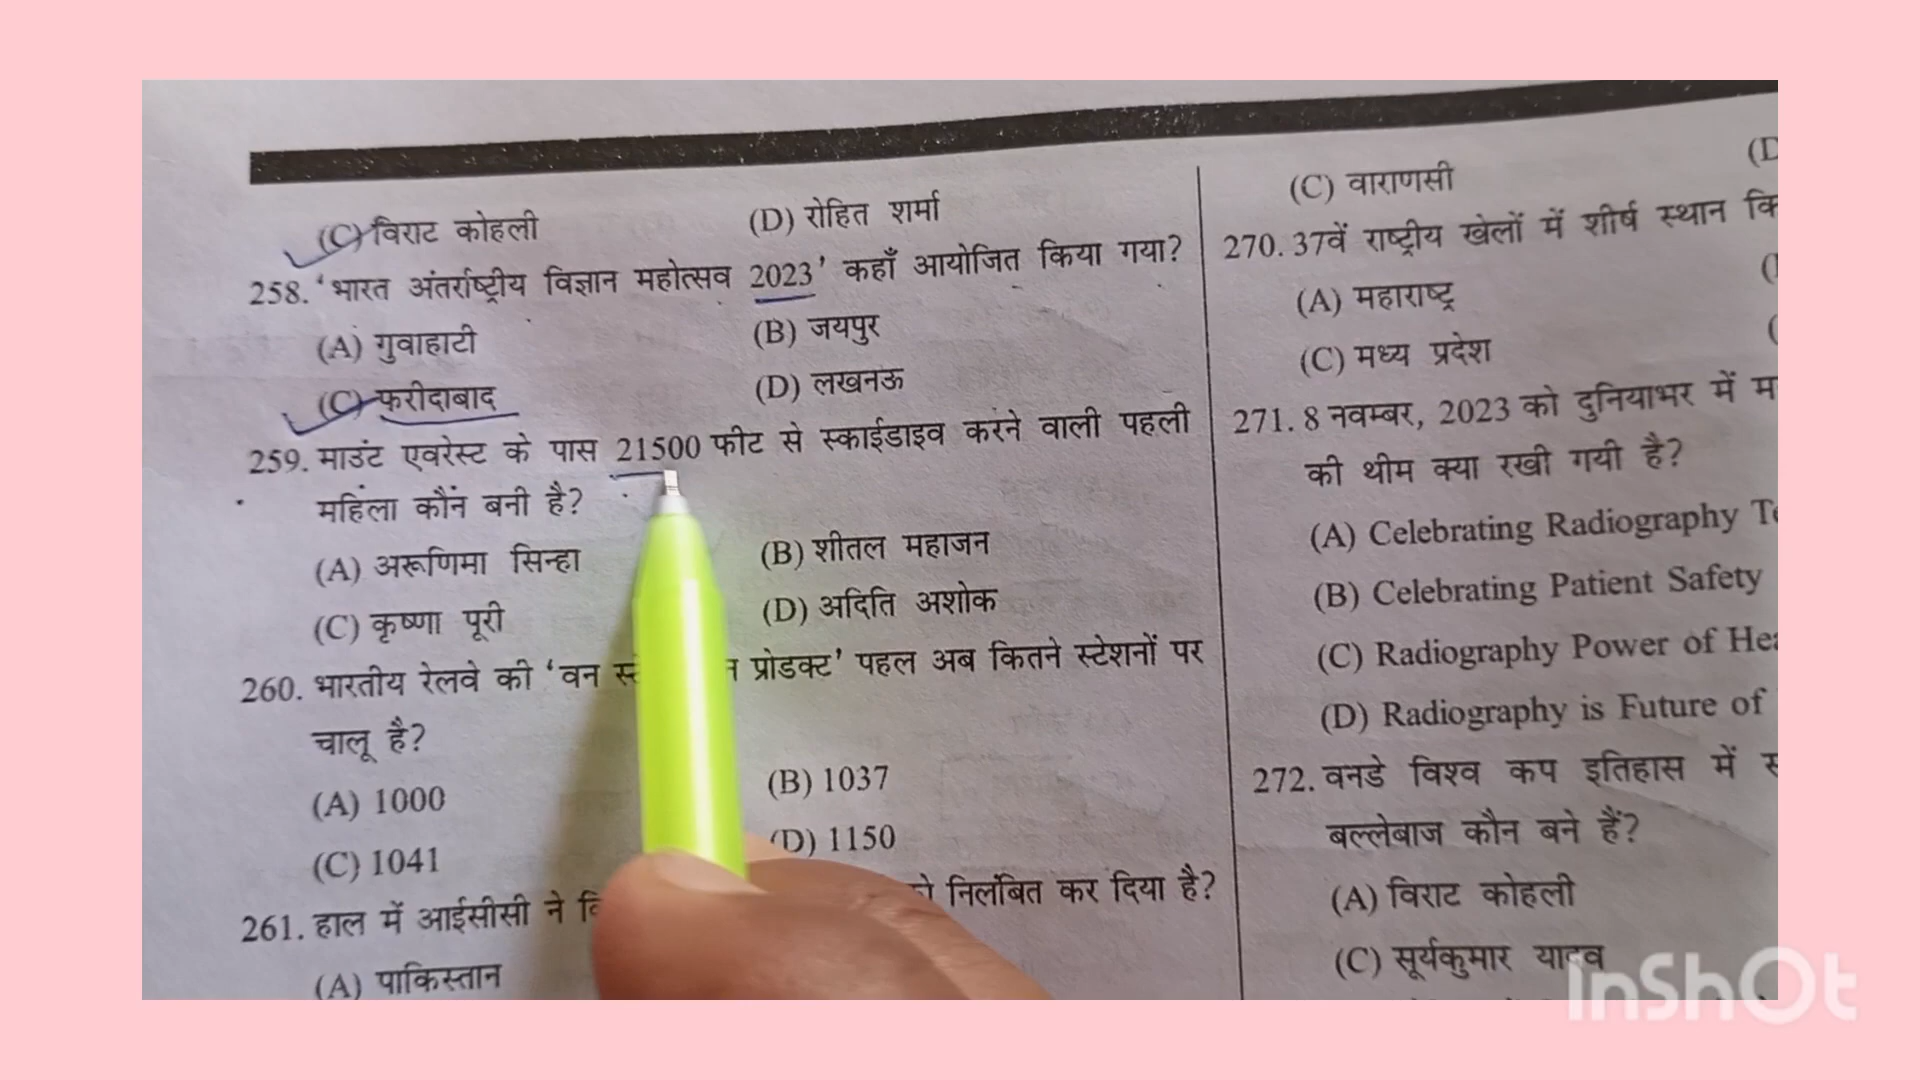 (C) विराट कोहली (D) रोहित शर्मा
258. ‘भारत अंतर्राष्ट्रीय विज्ञान महोत्सव 2023’ कहाँ आयोजित किया गया?
(A) गुवाहाटी (B) जयपुर
(C) फरीदाबाद (D) लखनऊ
259. माउंट एवरेस्ट के पास 21500 फीट से स्काईडाइव करने वाली पहली
महिला कौन बनी है?
(A) अरूणिमा सिन्हा (B) शीतल महाजन
(C) कृष्णा पूरी (D) अदिति अशोक
260. भारतीय रेलवे की ‘वन प्रोडक्ट’ पहल अब कितने स्टेशनों पर
चालू है?
(A) 1000 (B) 1037
(C) 1041 (D) 1150
261. हाल में आईसीसी ने निलंबित कर दिया है?
(A) पाकिस्तान
(C) वाराणसी
270. 37वें राष्ट्रीय खेलों में शीर्ष स्थान
(A) महाराष्ट्र
(C) मध्य प्रदेश
271. 8 नवम्बर, 2023 को दुनियाभर में
की थीम क्या रखी गयी है?
(A) Celebrating Radiography
(B) Celebrating Patient Safety
(C) Radiography Power of
(D) Radiography is Future of
272. वनडे विश्व कप इतिहास में
बल्लेबाज कौन बने हैं?
(A) विराट कोहली
(C) सूर्यकुमार यादव
InShOt